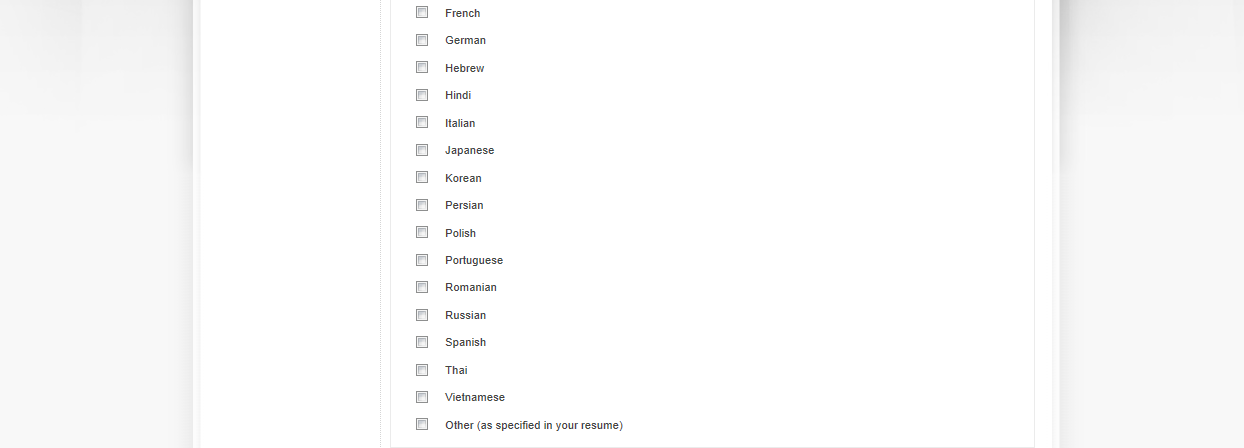 French
German
Hebrew
Hindi
Italian
Japanese
Korean
Persian
Polish
Portuguese
Romanian
Russian
Spanish
Thai
Vietnamese
Other (as specified in your resume)